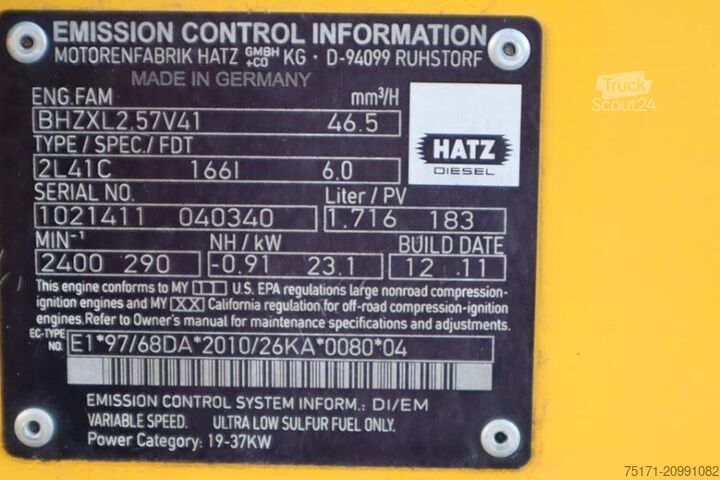 EMISSION CONTROL INFORMATION
MOTORENFABRIK HATZ GMBH +CO KG · D-94099 RUHSTORF
MADE IN GERMANY
ENG.FAM mm³/H
BHZXL2.57V41 46.5
TYPE / SPEC./ FDT
2L41C 166I 6.0
HATZ
DIESEL
SERIAL NO. Liter / PV
1021411 040340 1.716 183
MIN⁻¹ NH / kW BUILD DATE
2400 290 -0.91 23.1 12 .11
This engine conforms to MY 11 U.S. EPA regulations large nonroad compression-
ignition engines and MY XX California regulation for off-road compression-ignition
engines. Refer to Owner's manual for maintenance specifications and adjustments.
EC-TYPE NO. E1*97/68DA*2010/26KA*0080*04
EMISSION CONTROL SYSTEM INFORM.: DI/EM
VARIABLE SPEED. ULTRA LOW SULFUR FUEL ONLY.
Power Category: 19-37KW
Truck
Scout24
75171-20991082